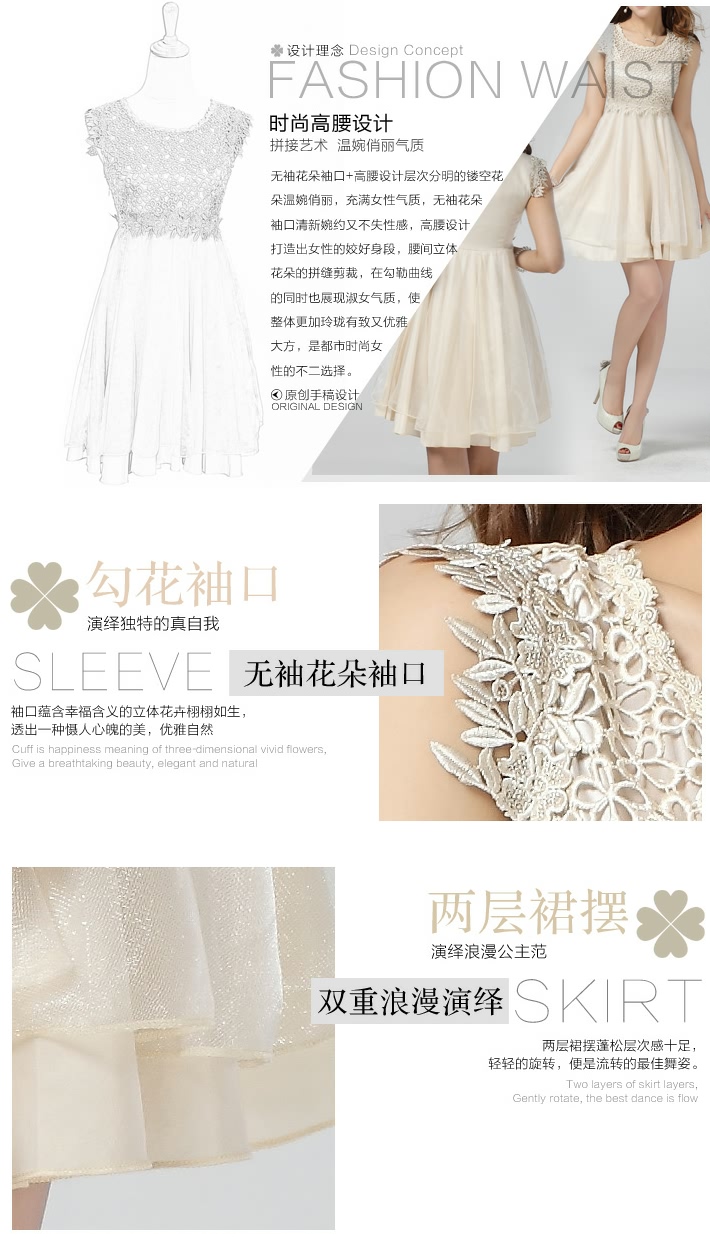 设计理念 Design Concept
FASHION WAIST
时尚高腰设计
拼接艺术 温婉俏丽气质
无袖花朵袖口+高腰设计层次分明的镂空花
朵温婉俏丽，充满女性气质，无袖花朵
袖口清新婉约又不失性感，高腰设计
打造出女性的姣好身段，腰间立体
花朵的拼缝剪裁，在勾勒曲线
的同时也展现淑女气质，使
整体更加玲珑有致又优雅
大方，是都市时尚女
性的不二选择。
原创手稿设计
ORIGINAL DESIGN
勾花袖口
演绎独特的真自我
SLEEVE 无袖花朵袖口
袖口蕴含幸福含义的立体花卉栩栩如生，
透出一种慑人心魄的美，优雅自然
Cuff is happiness meaning of three-dimensional vivid flowers,
Give a breathtaking beauty, elegant and natural
两层裙摆
演绎浪漫公主范
双重浪漫演绎 SKIRT
两层裙摆蓬松层次感十足，
轻轻的旋转，便是流转的最佳舞姿。
Two layers of skirt layers,
Gently rotate, the best dance is flow